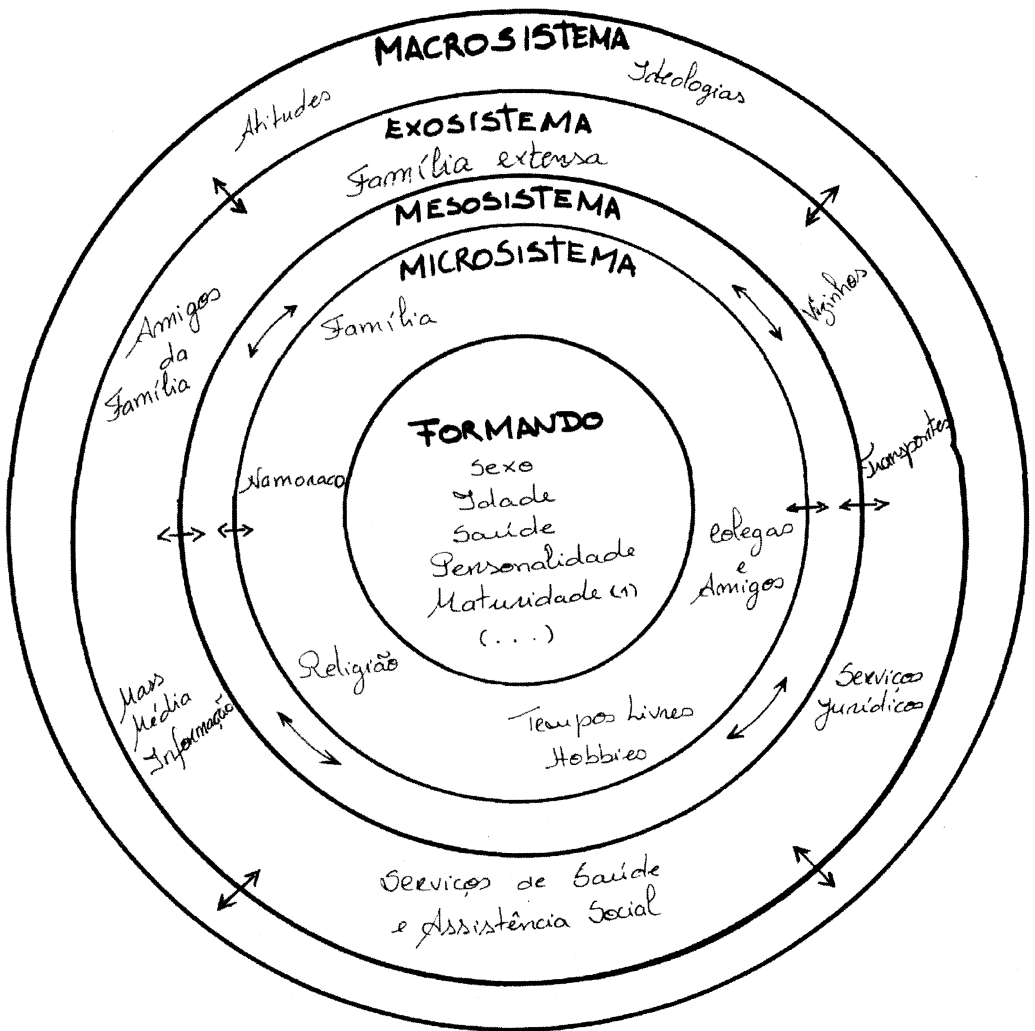 MACROSISTEMA
Atitudes
Ideologias
EXOSISTEMA
Família extensa
MESOSISTEMA
MICROSISTEMA
Família
Amigos
da
Família
Vizinhos
Transportes
FORMANDO
Sexo
Idade
Saúde
Personalidade
Maturidade (1)
(...)
Namoraco
Colegas
e
Amigos
Religião
Tempos Livres
Hobbies
Mass
Média
Informação
Serviços
Jurídicos
Serviços de Saúde
e Assistência Social